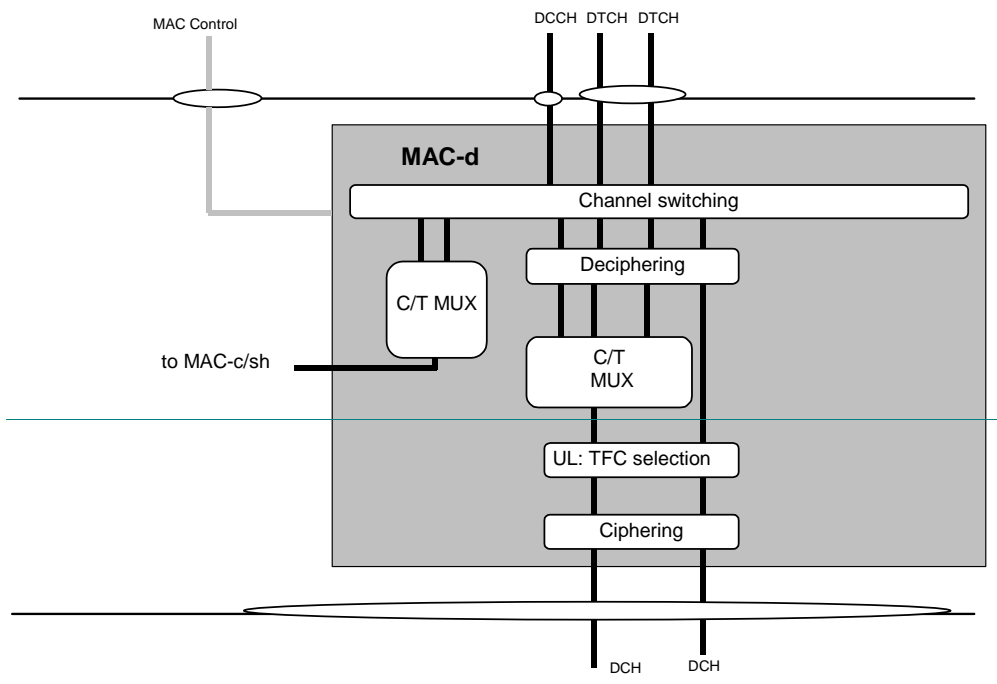 MAC Control
DCCH DTCH DTCH
MAC-d
Channel switching
Deciphering
C/T MUX
C/T
MUX
to MAC-c/sh
UL: TFC selection
Ciphering
DCH
DCH